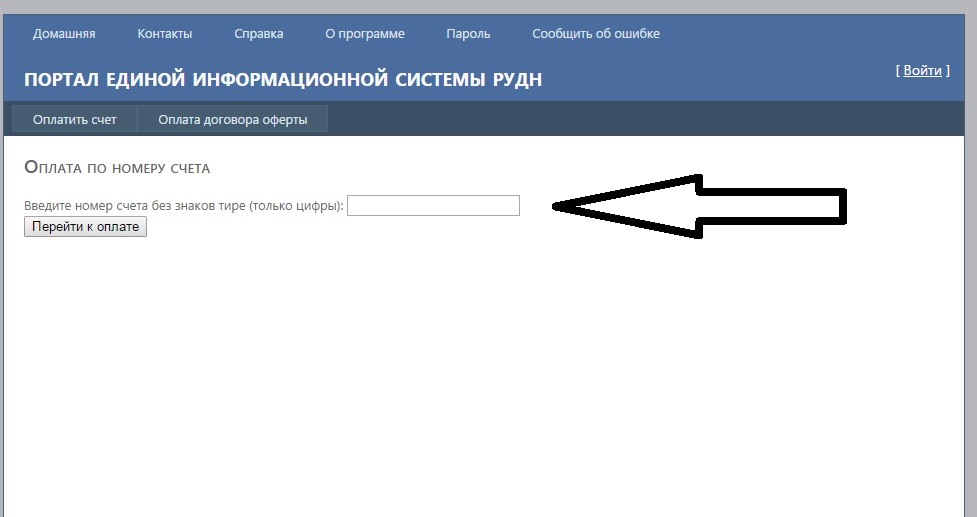 Домашняя Контакты Справка О программе Пароль Сообщить об ошибке
ПОРТАЛ ЕДИНОЙ ИНФОРМАЦИОННОЙ СИСТЕМЫ РУДН
[ Войти ]
Оплатить счет Оплата договора оферты
Оплата по номеру счета
Введите номер счета без знаков тире (только цифры):
Перейти к оплате